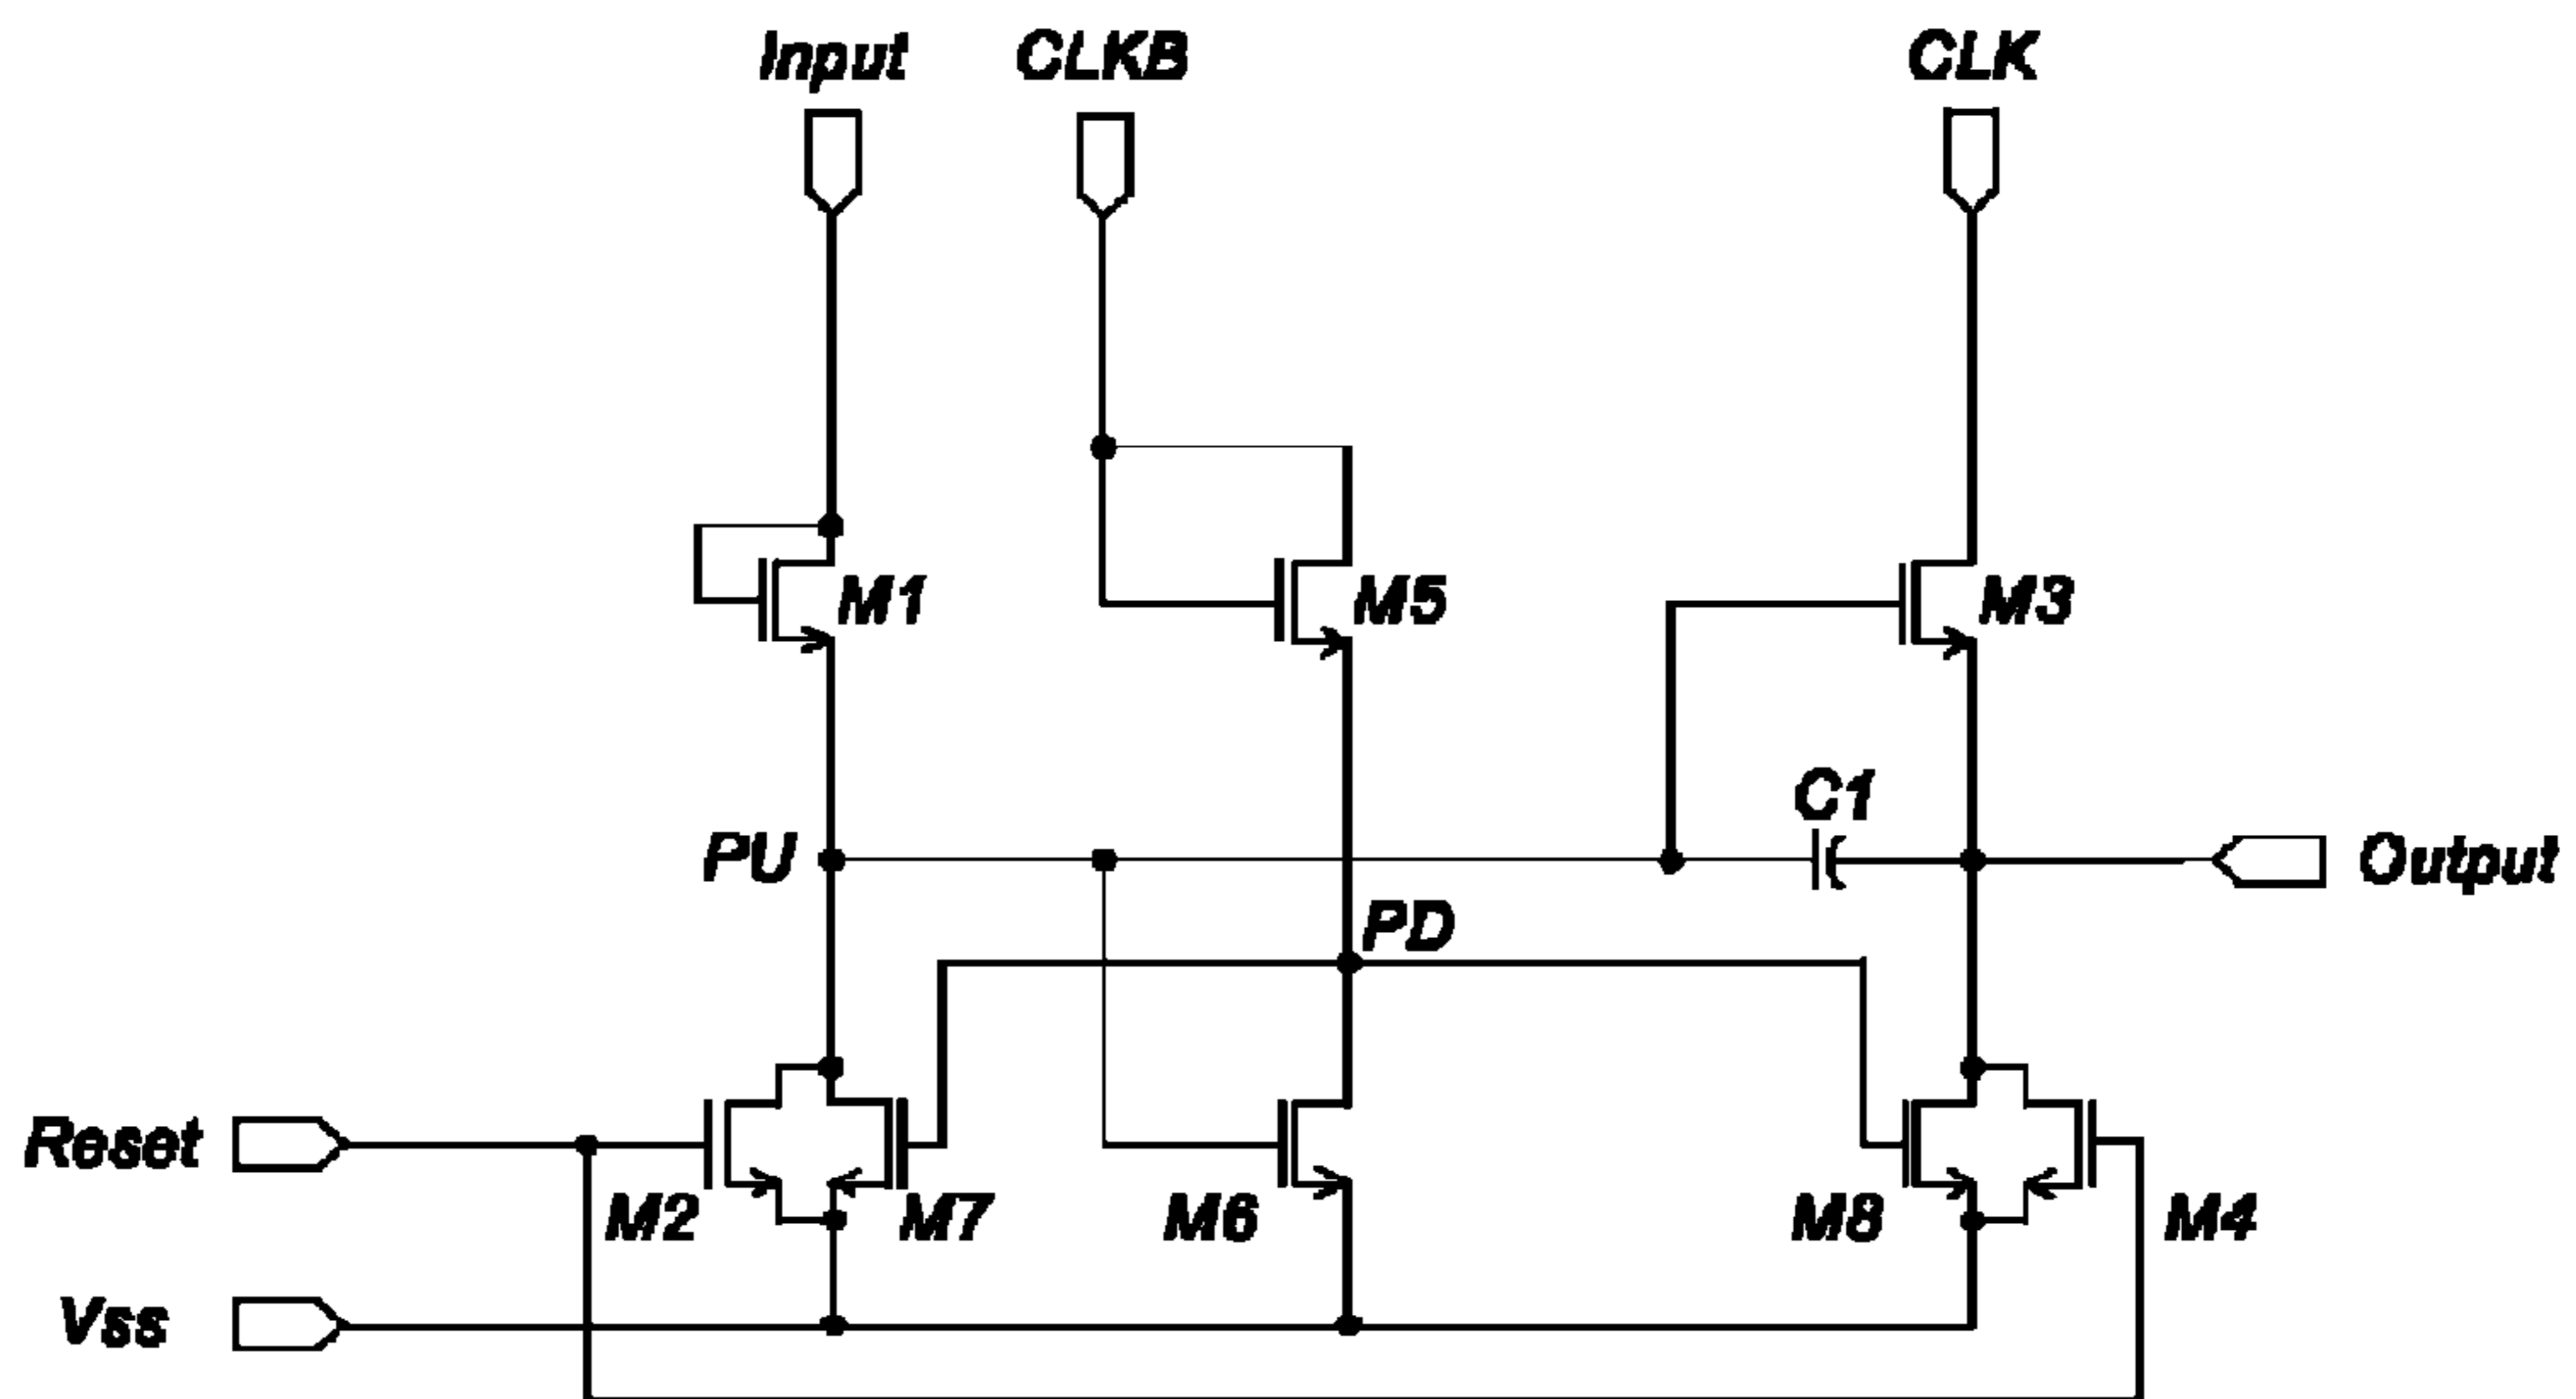 Input
CLKB
CLK
M1
M5
M3
C1
PU
Output
PD
Reset
M2
M7
M6
M8
M4
Vss